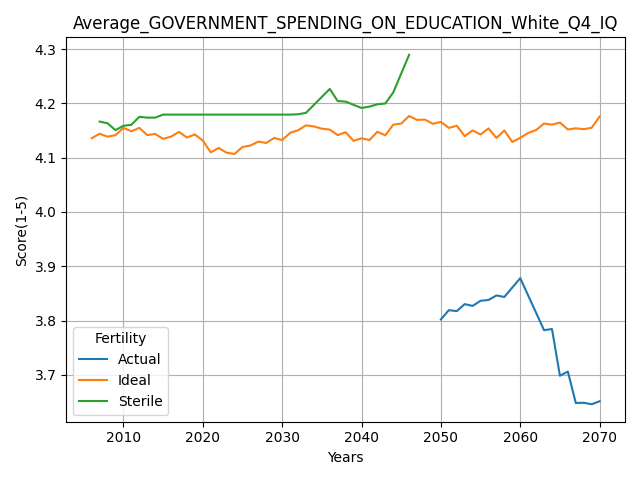 Average_GOVERNMENT_SPENDING_ON_EDUCATION_White_Q4_IQ
4.3
4.2
4.1
4.0
3.9
3.8
3.7
Score(1-5)
Fertility
Actual
Ideal
Sterile
2010 2020 2030 2040 2050 2060 2070
Years